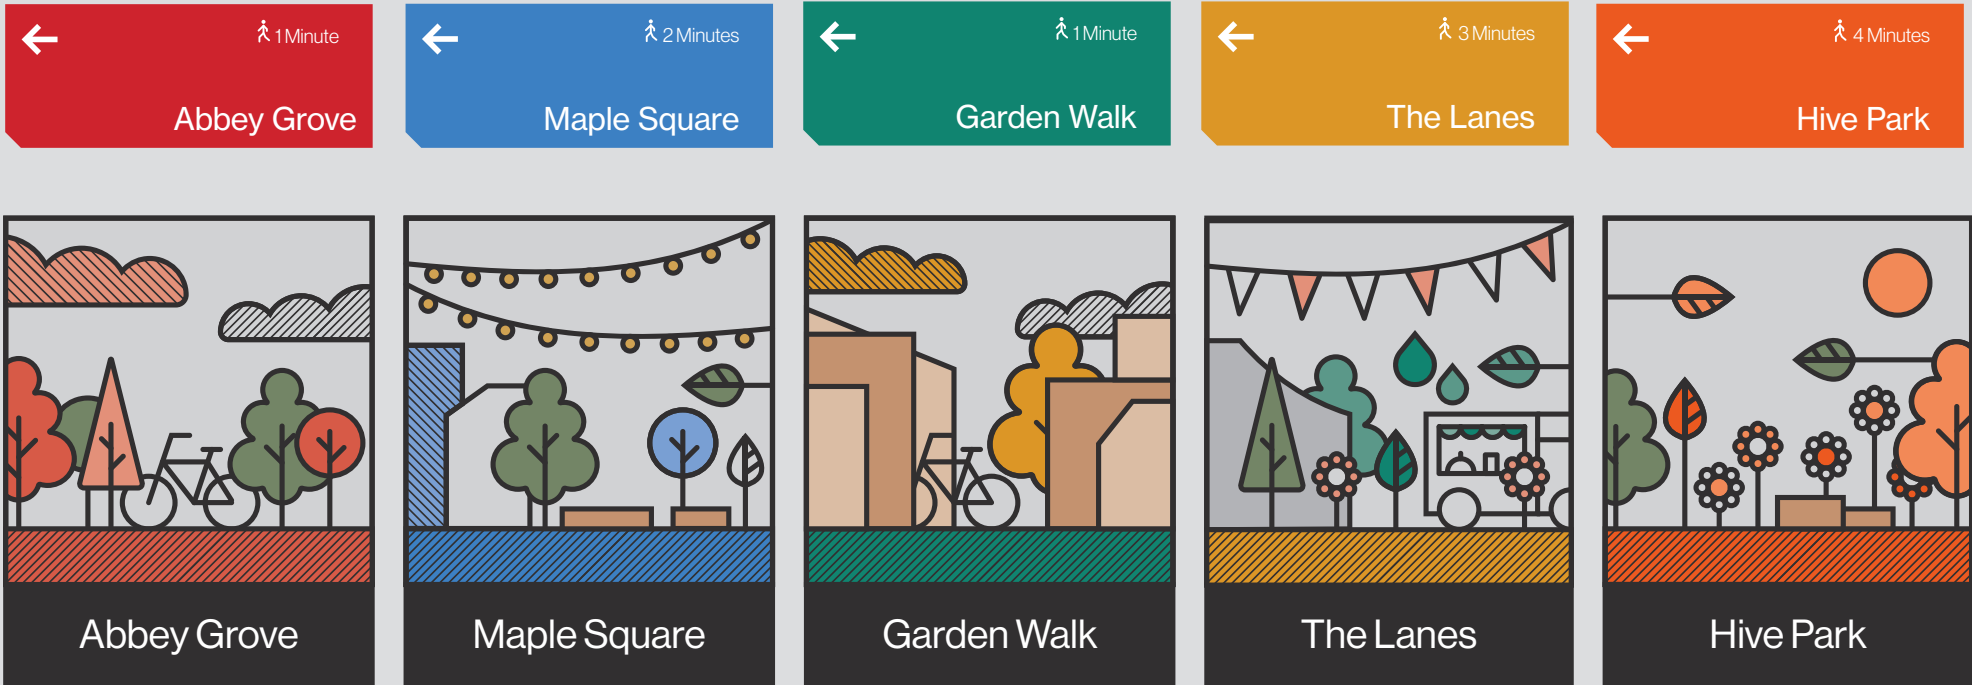 1 Minute
Abbey Grove
2 Minutes
Maple Square
1 Minute
Garden Walk
3 Minutes
The Lanes
4 Minutes
Hive Park
Abbey Grove
Maple Square
Garden Walk
The Lanes
Hive Park